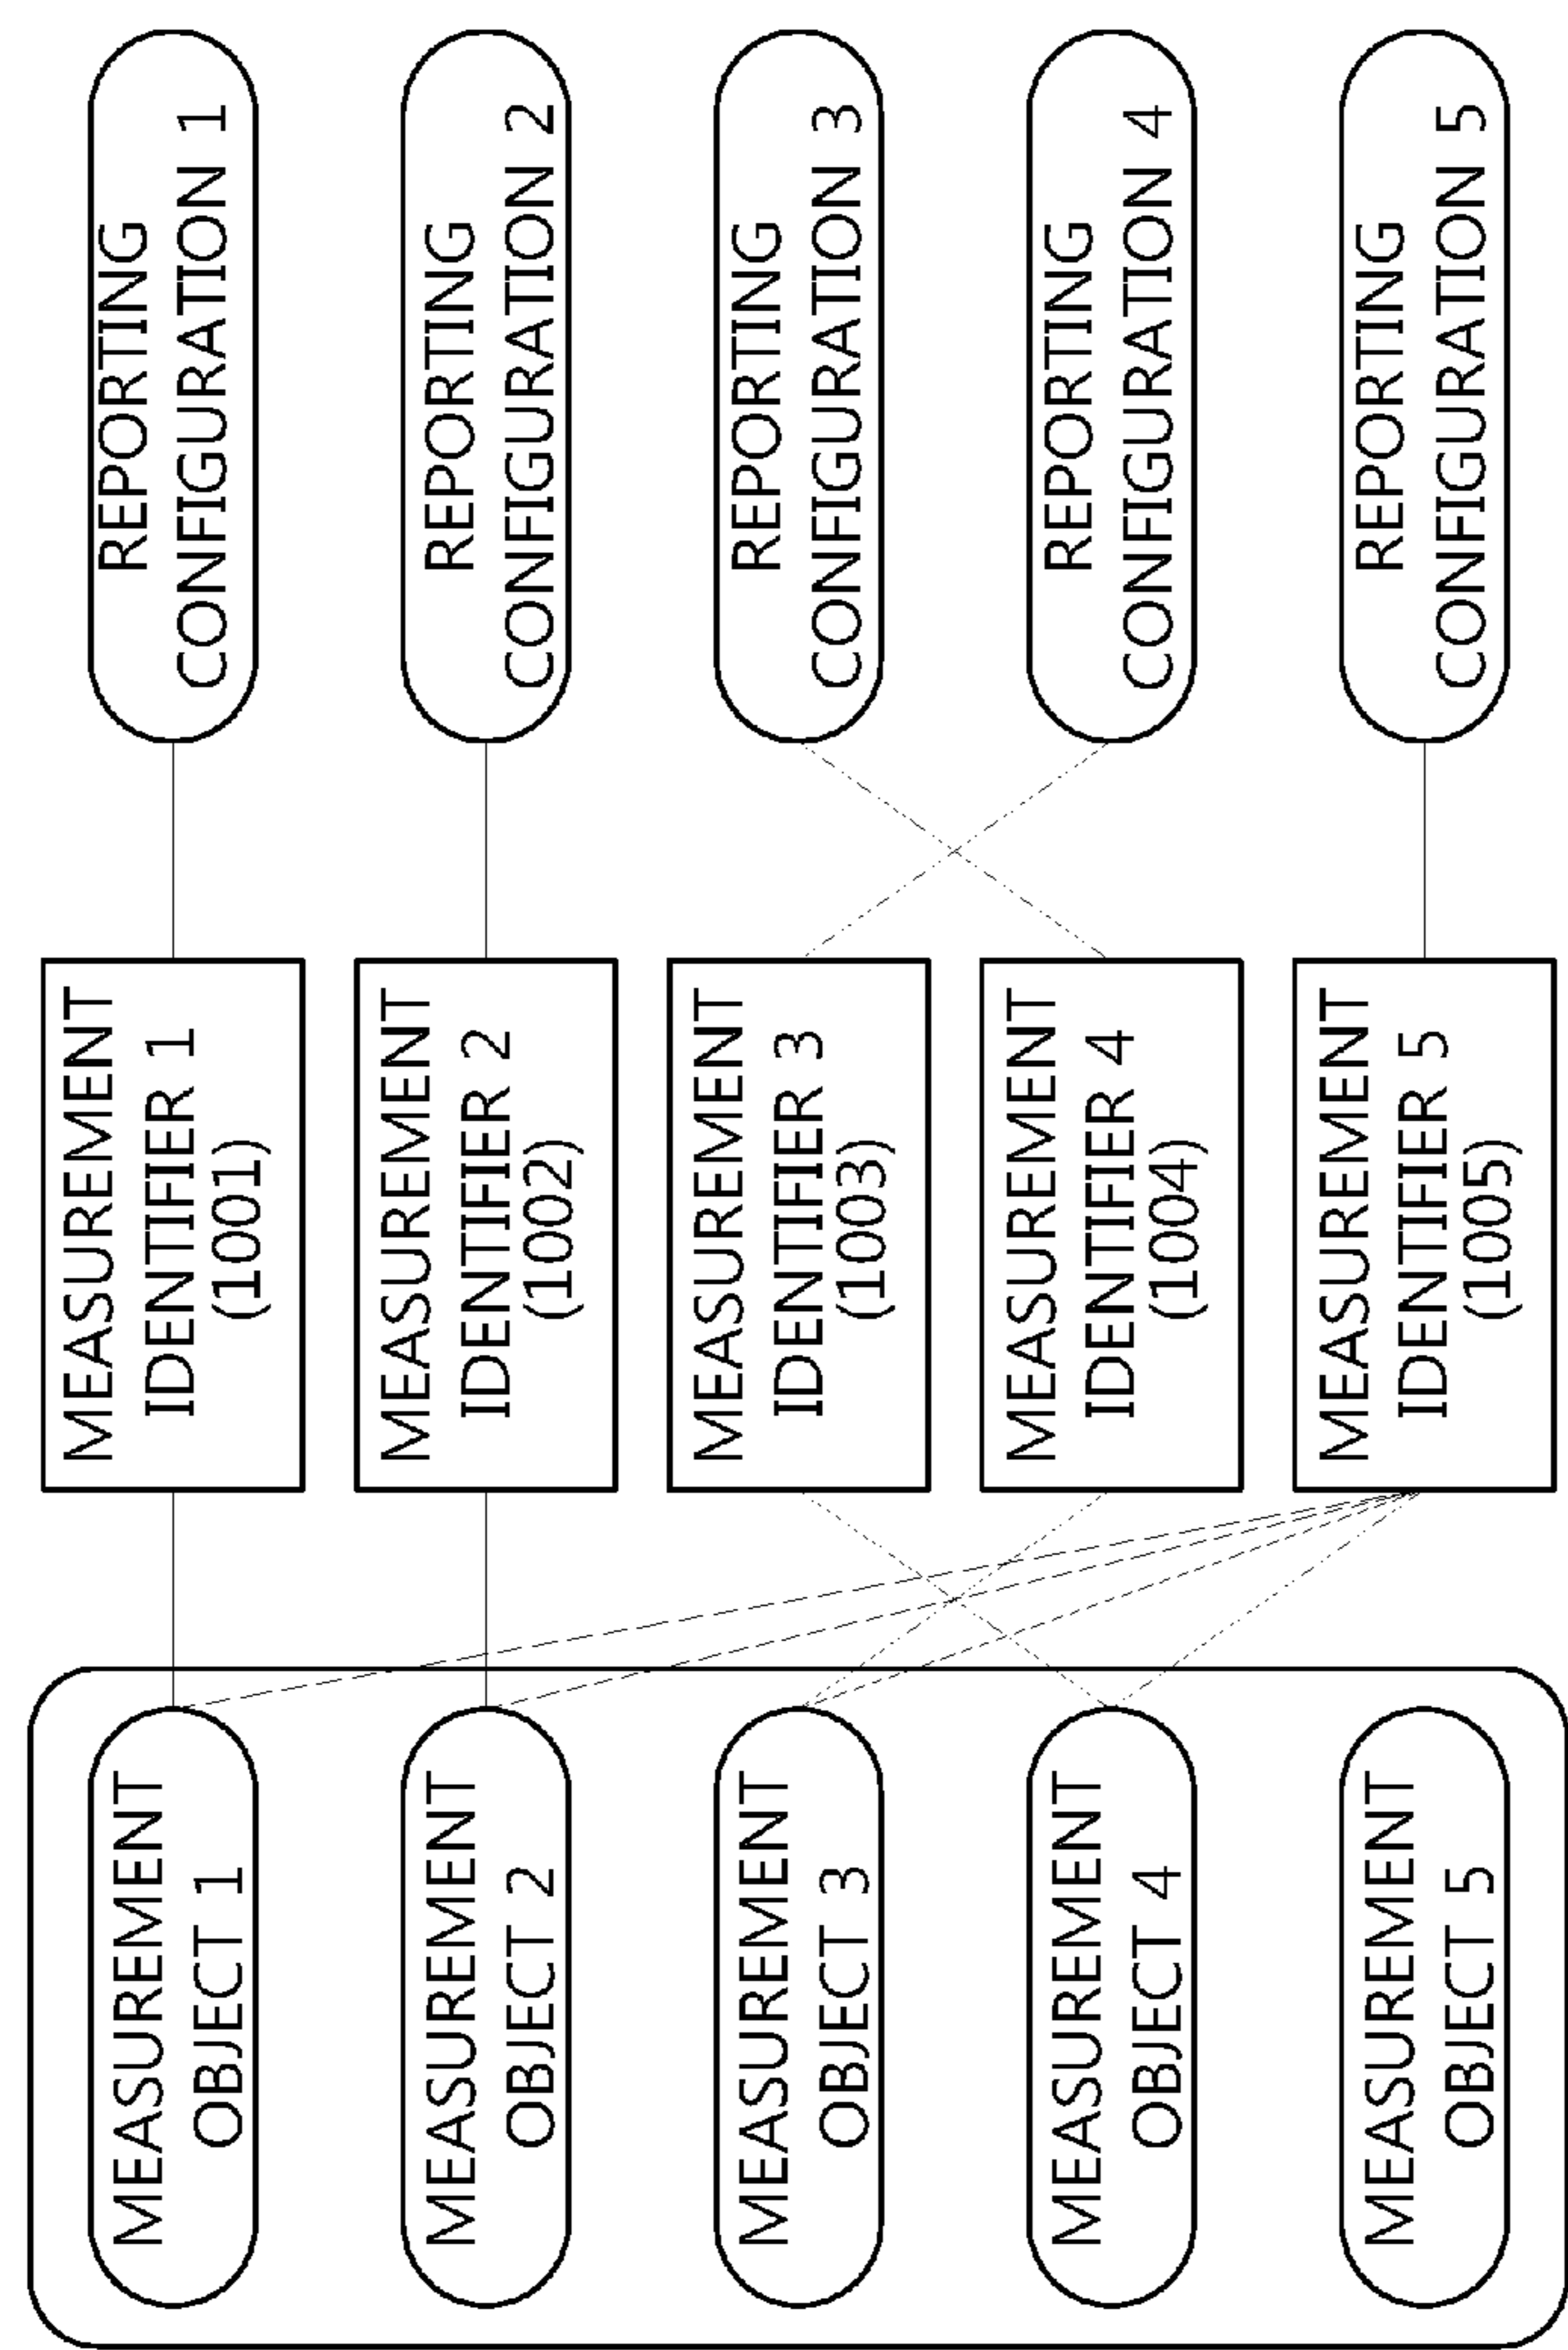 MEASUREMENT
OBJECT 1
MEASUREMENT
IDENTIFIER 1
(1001)
REPORTING
CONFIGURATION 1
MEASUREMENT
OBJECT 2
MEASUREMENT
IDENTIFIER 2
(1002)
REPORTING
CONFIGURATION 2
MEASUREMENT
OBJECT 3
MEASUREMENT
IDENTIFIER 3
(1003)
REPORTING
CONFIGURATION 3
MEASUREMENT
OBJECT 4
MEASUREMENT
IDENTIFIER 4
(1004)
REPORTING
CONFIGURATION 4
MEASUREMENT
OBJECT 5
MEASUREMENT
IDENTIFIER 5
(1005)
REPORTING
CONFIGURATION 5